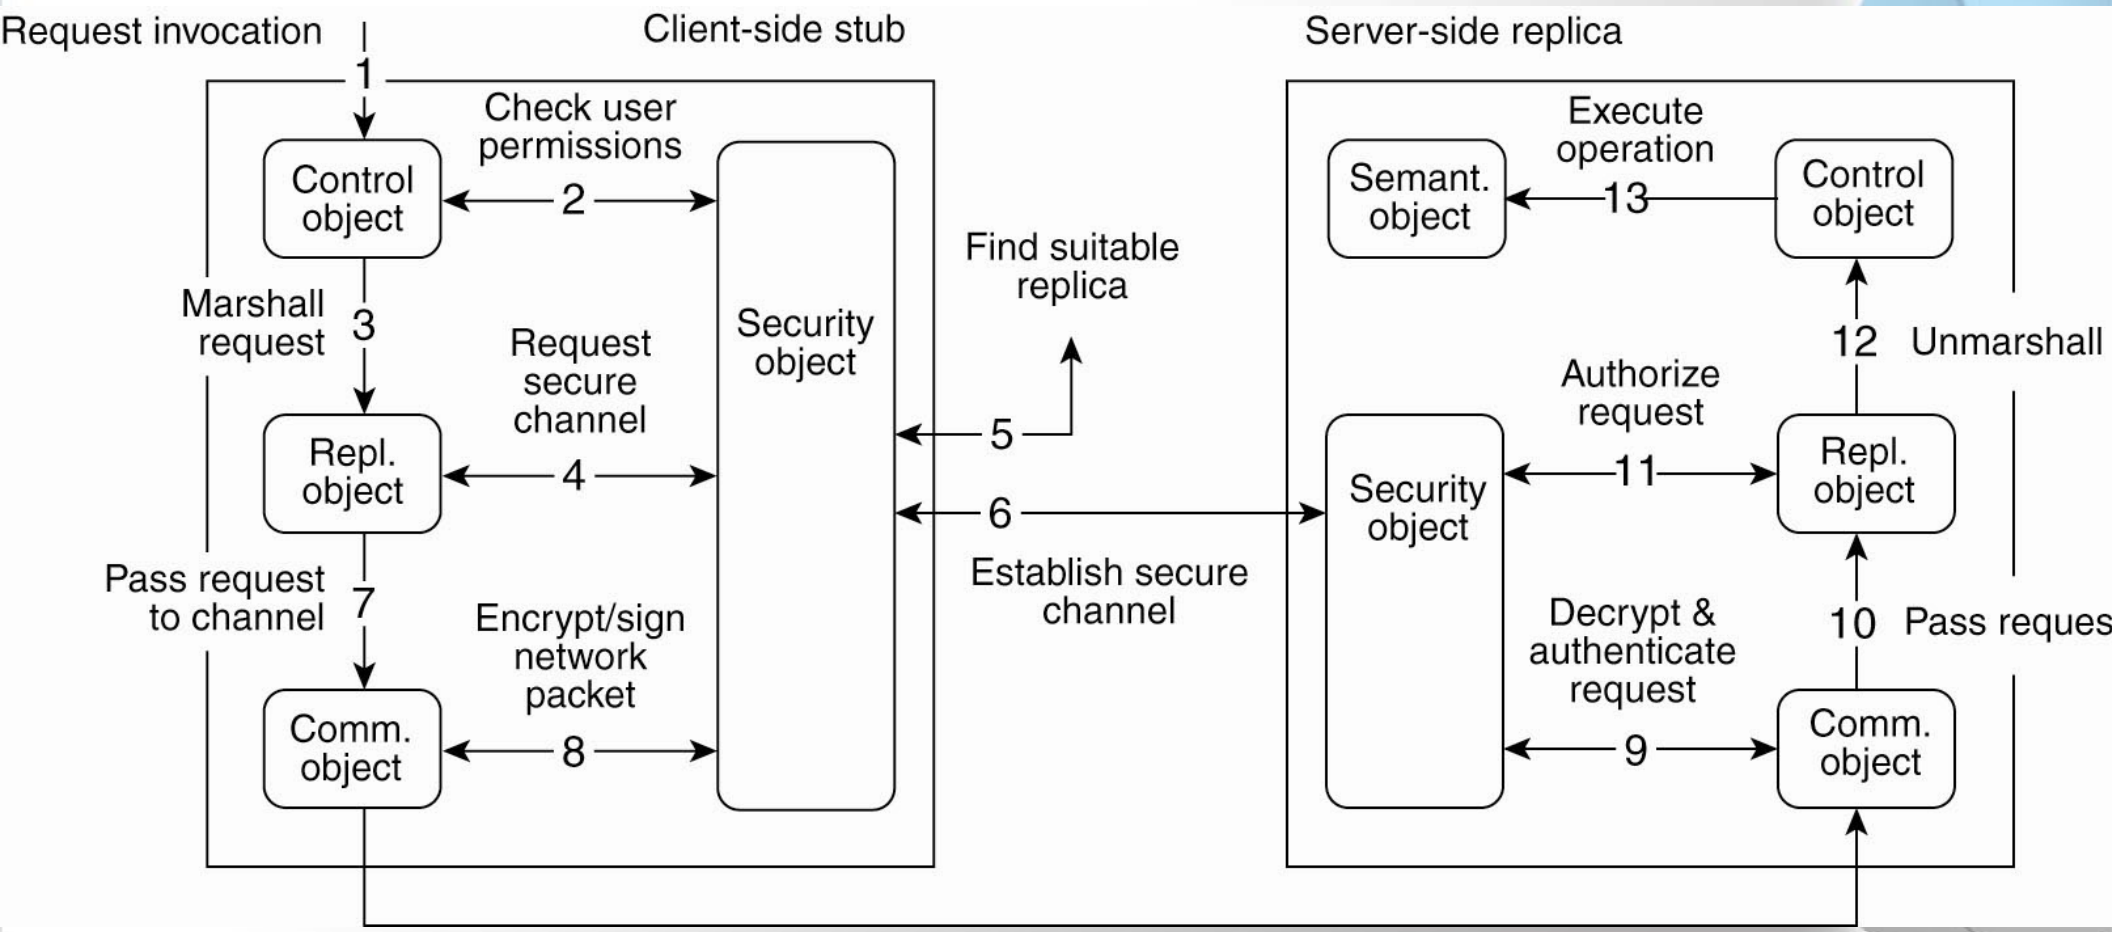 Request invocation
Client-side stub
Server-side replica
1
Check user
permissions
Control
object
2
Marshall
request
3
Request
secure
channel
Security
object
Repl.
object
4
Find suitable
replica
5
6
Establish secure
channel
Pass request
to channel
7
Encrypt/sign
network
packet
Comm.
object
8
Execute
operation
Semant.
object
13
Control
object
12
Unmarshall
Authorize
request
Security
object
11
Repl.
object
Decrypt &
authenticate
request
10
Pass reques
9
Comm.
object